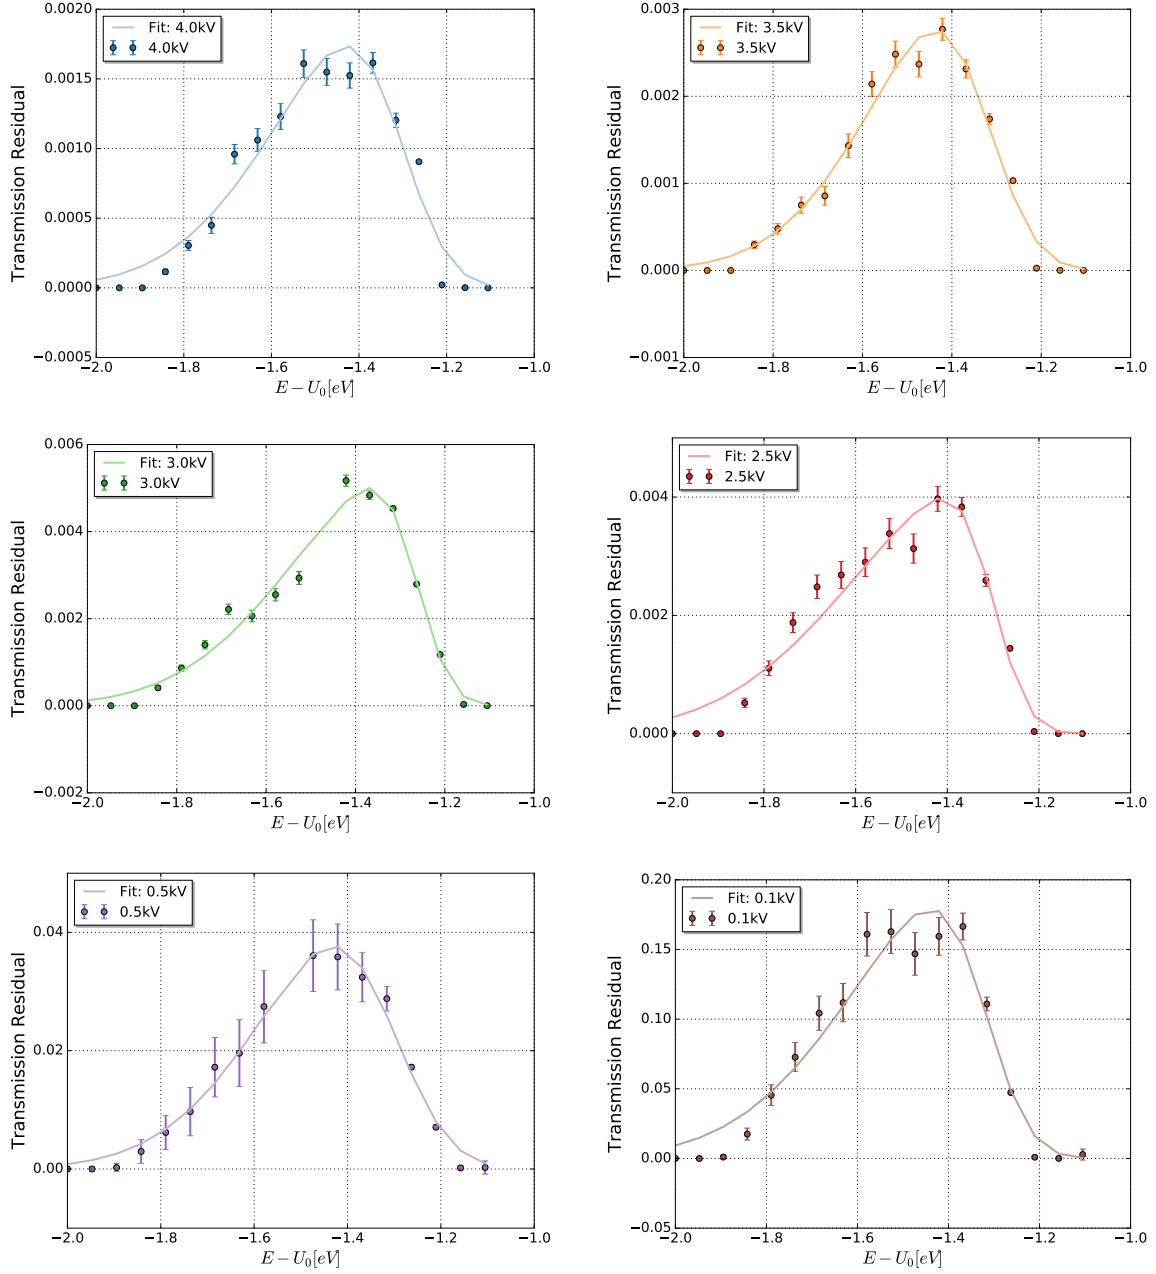 0.0020
0.0015
0.0010
0.0005
0.0000
−0.0005
Transmission Residual
Fit: 4.0kV
4.0kV
−2.0 −1.8 −1.6 −1.4 −1.2 −1.0
E − U₀[eV]
0.003
0.002
0.001
0.000
−0.001
Transmission Residual
Fit: 3.5kV
3.5kV
−2.0 −1.8 −1.6 −1.4 −1.2 −1.0
E − U₀[eV]
0.006
0.004
0.002
0.000
−0.002
Transmission Residual
Fit: 3.0kV
3.0kV
−2.0 −1.8 −1.6 −1.4 −1.2 −1.0
E − U₀[eV]
0.004
0.002
0.000
Transmission Residual
Fit: 2.5kV
2.5kV
−2.0 −1.8 −1.6 −1.4 −1.2 −1.0
E − U₀[eV]
0.04
0.02
0.00
Transmission Residual
Fit: 0.5kV
0.5kV
−2.0 −1.8 −1.6 −1.4 −1.2 −1.0
E − U₀[eV]
0.20
0.15
0.10
0.05
0.00
−0.05
Transmission Residual
Fit: 0.1kV
0.1kV
−2.0 −1.8 −1.6 −1.4 −1.2 −1.0
E − U₀[eV]